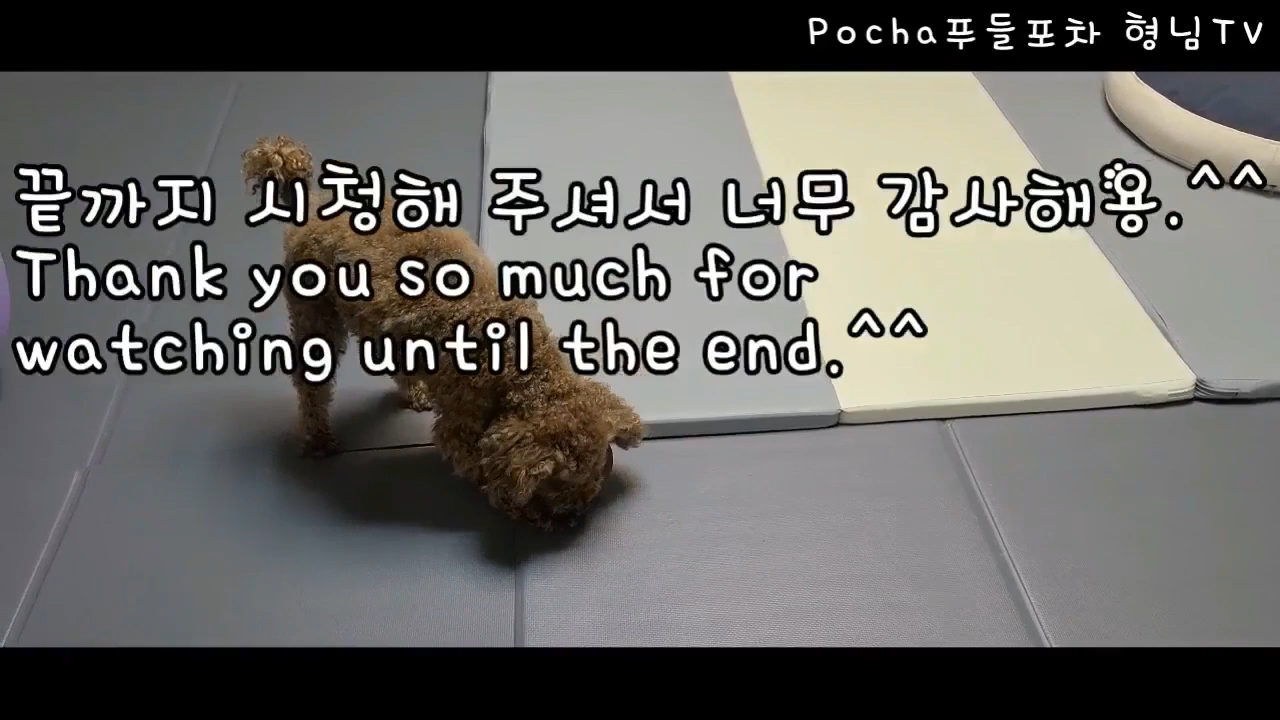 Pocha푸들포차 형님TV
끝까지 시청해 주셔서 너무 감사해용.^^
Thank you so much for
watching until the end.^^